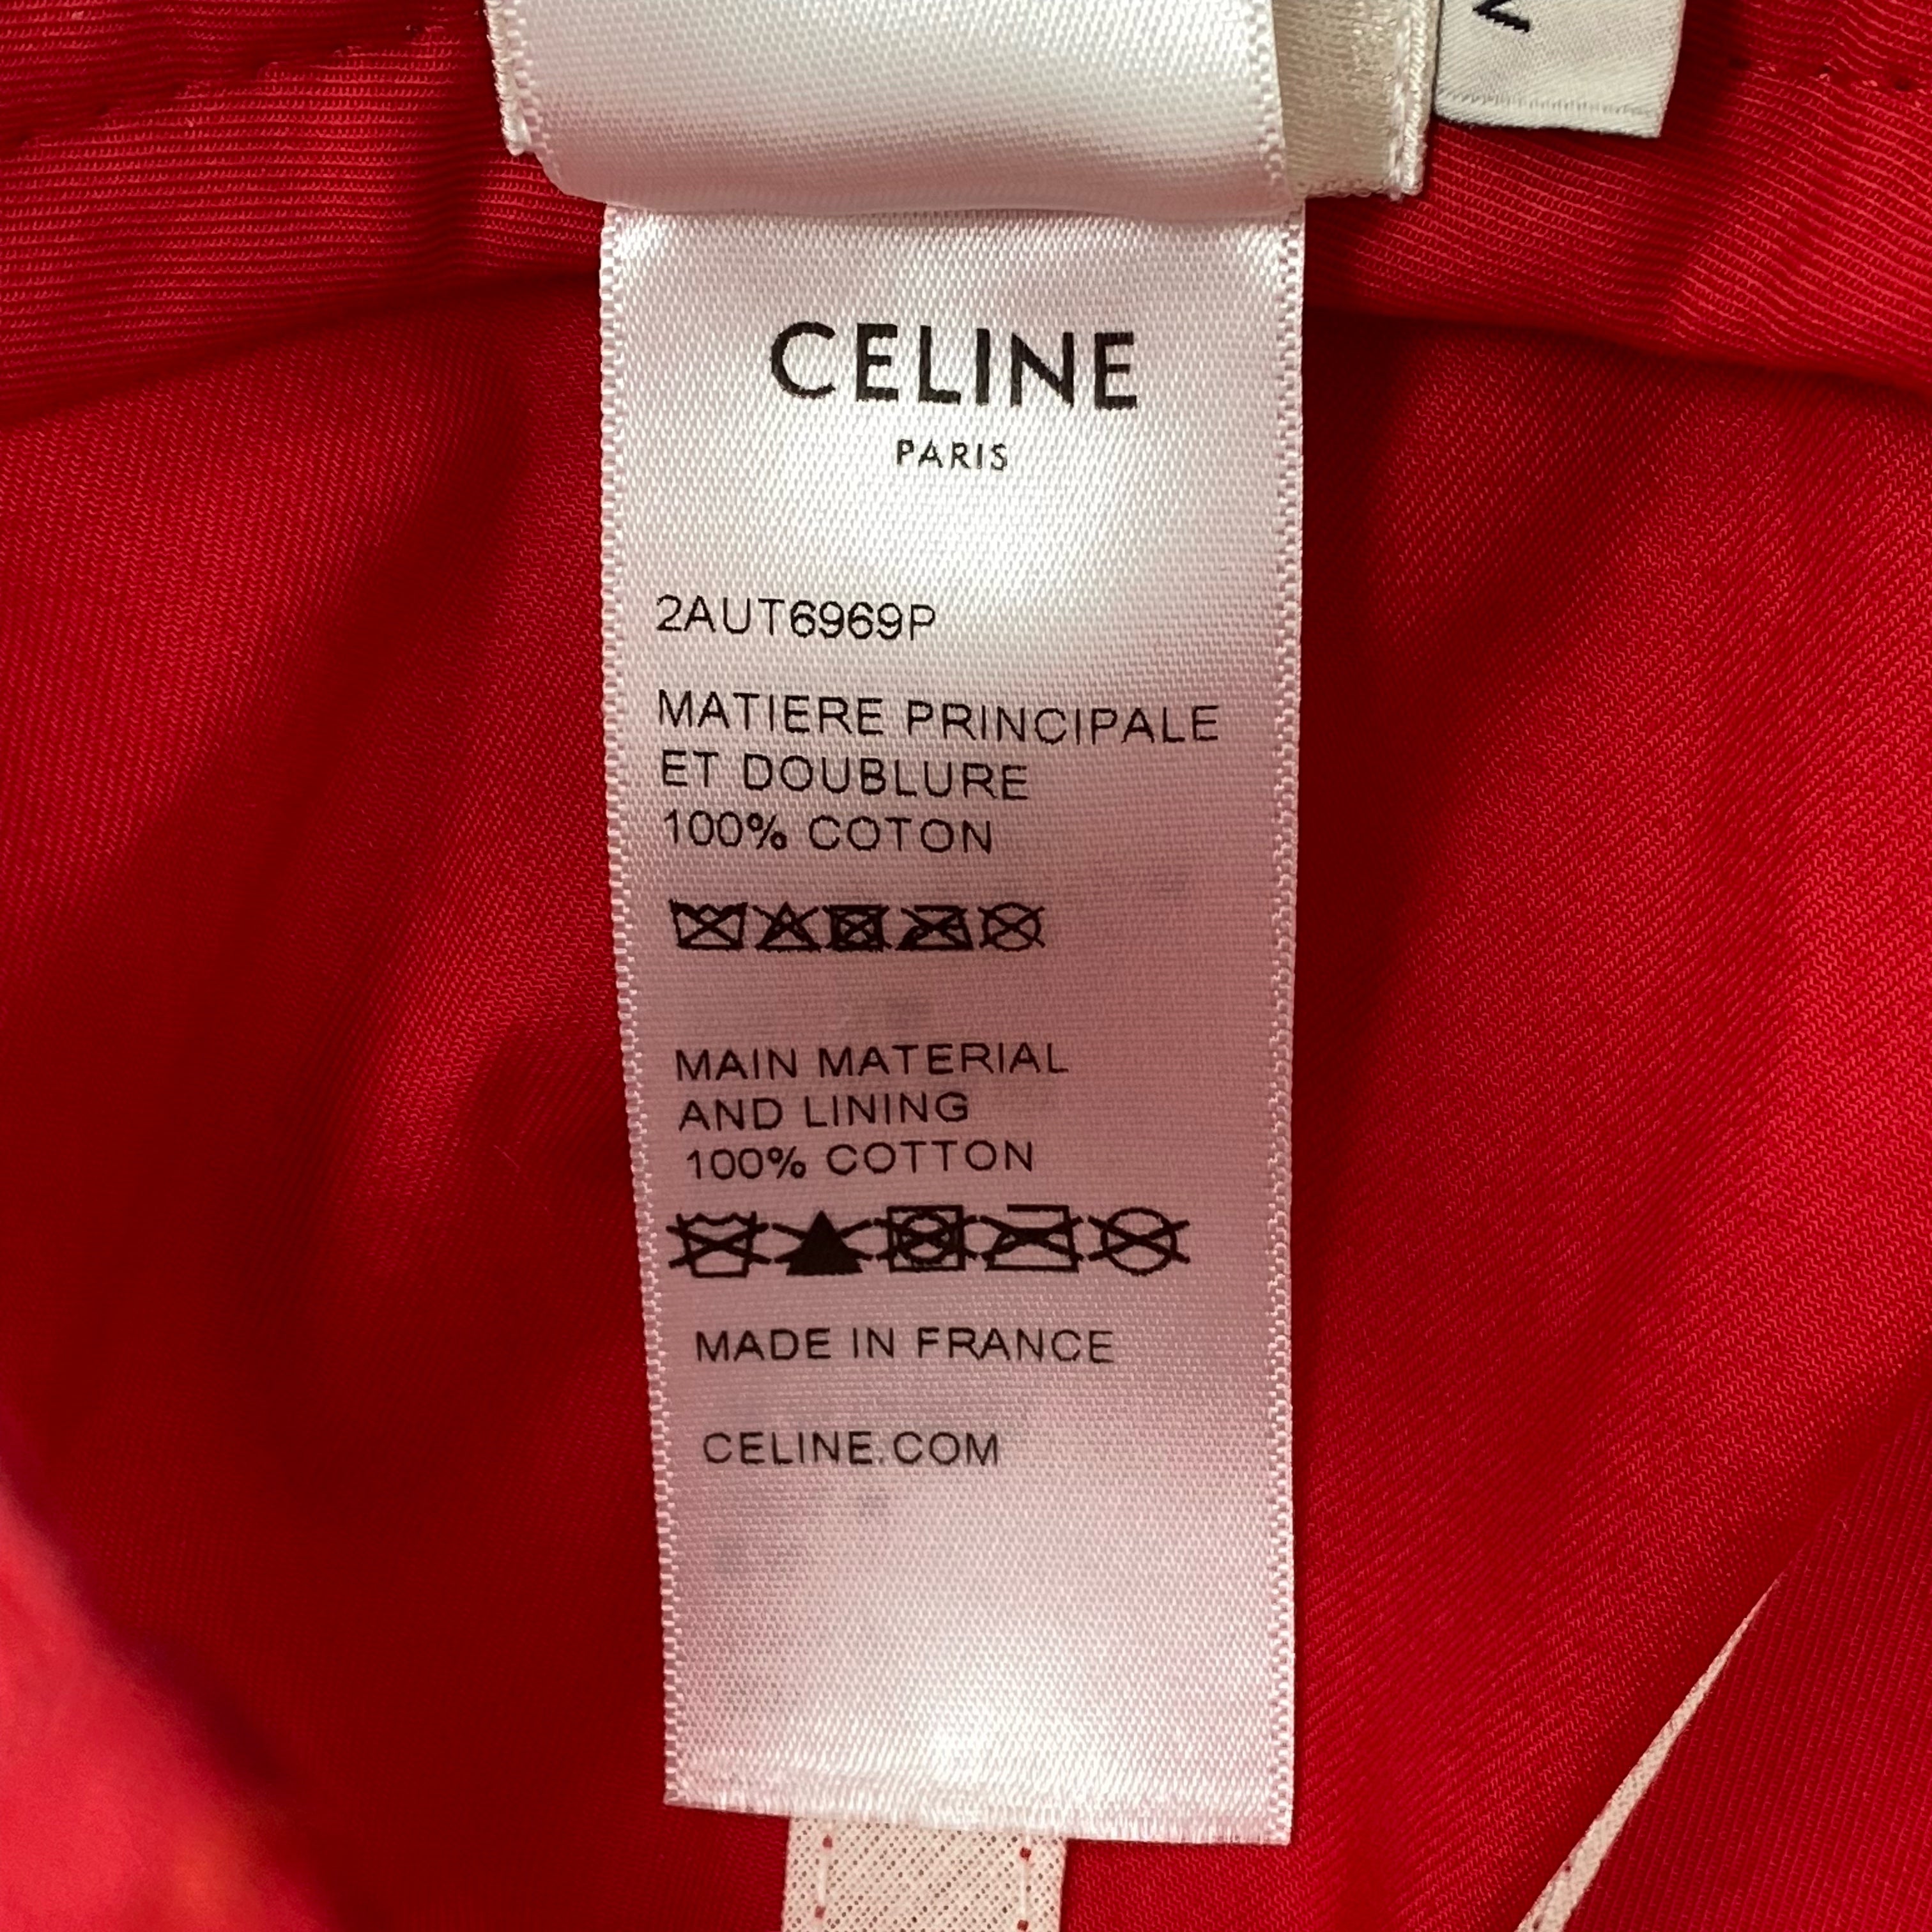 CELINE
PARIS
2AUT6969P
MATIERE PRINCIPALE
ET DOUBLURE
100% COTON
MAIN MATERIAL
AND LINING
100% COTTON
MADE IN FRANCE
CELINE.COM